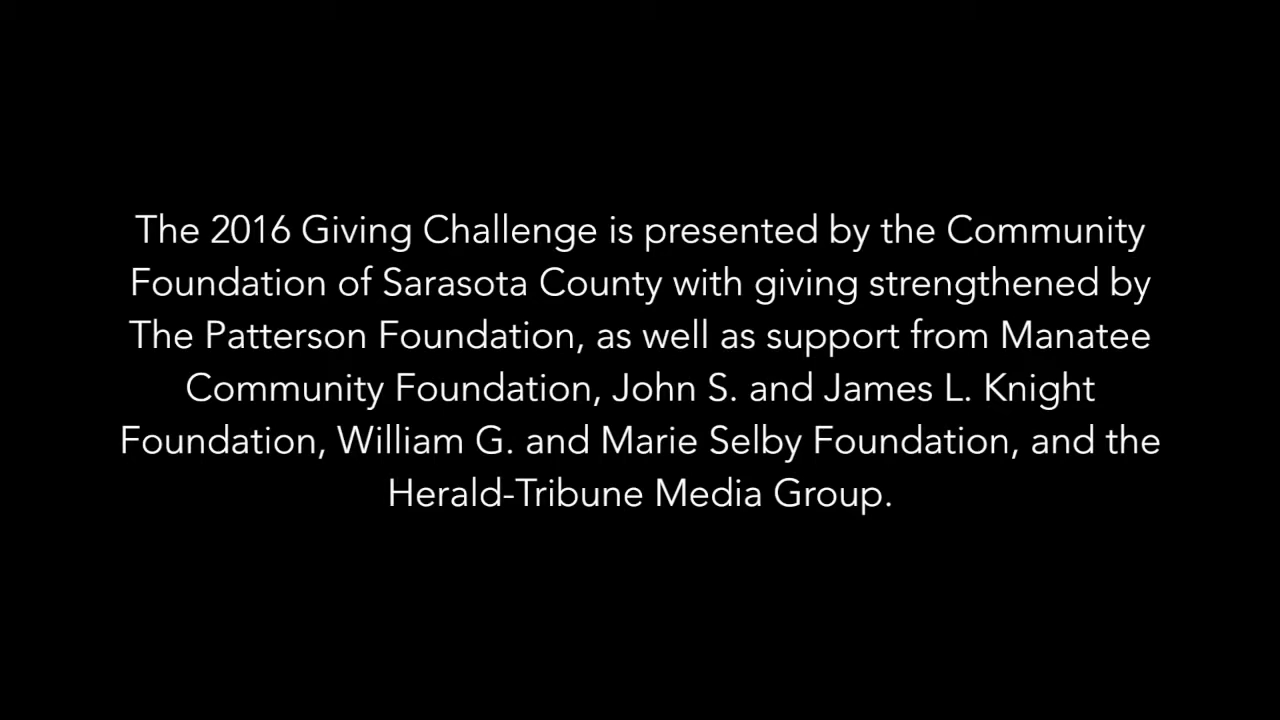 The 2016 Giving Challenge is presented by the Community
Foundation of Sarasota County with giving strengthened by
The Patterson Foundation, as well as support from Manatee
Community Foundation, John S. and James L. Knight
Foundation, William G. and Marie Selby Foundation, and the
Herald-Tribune Media Group.